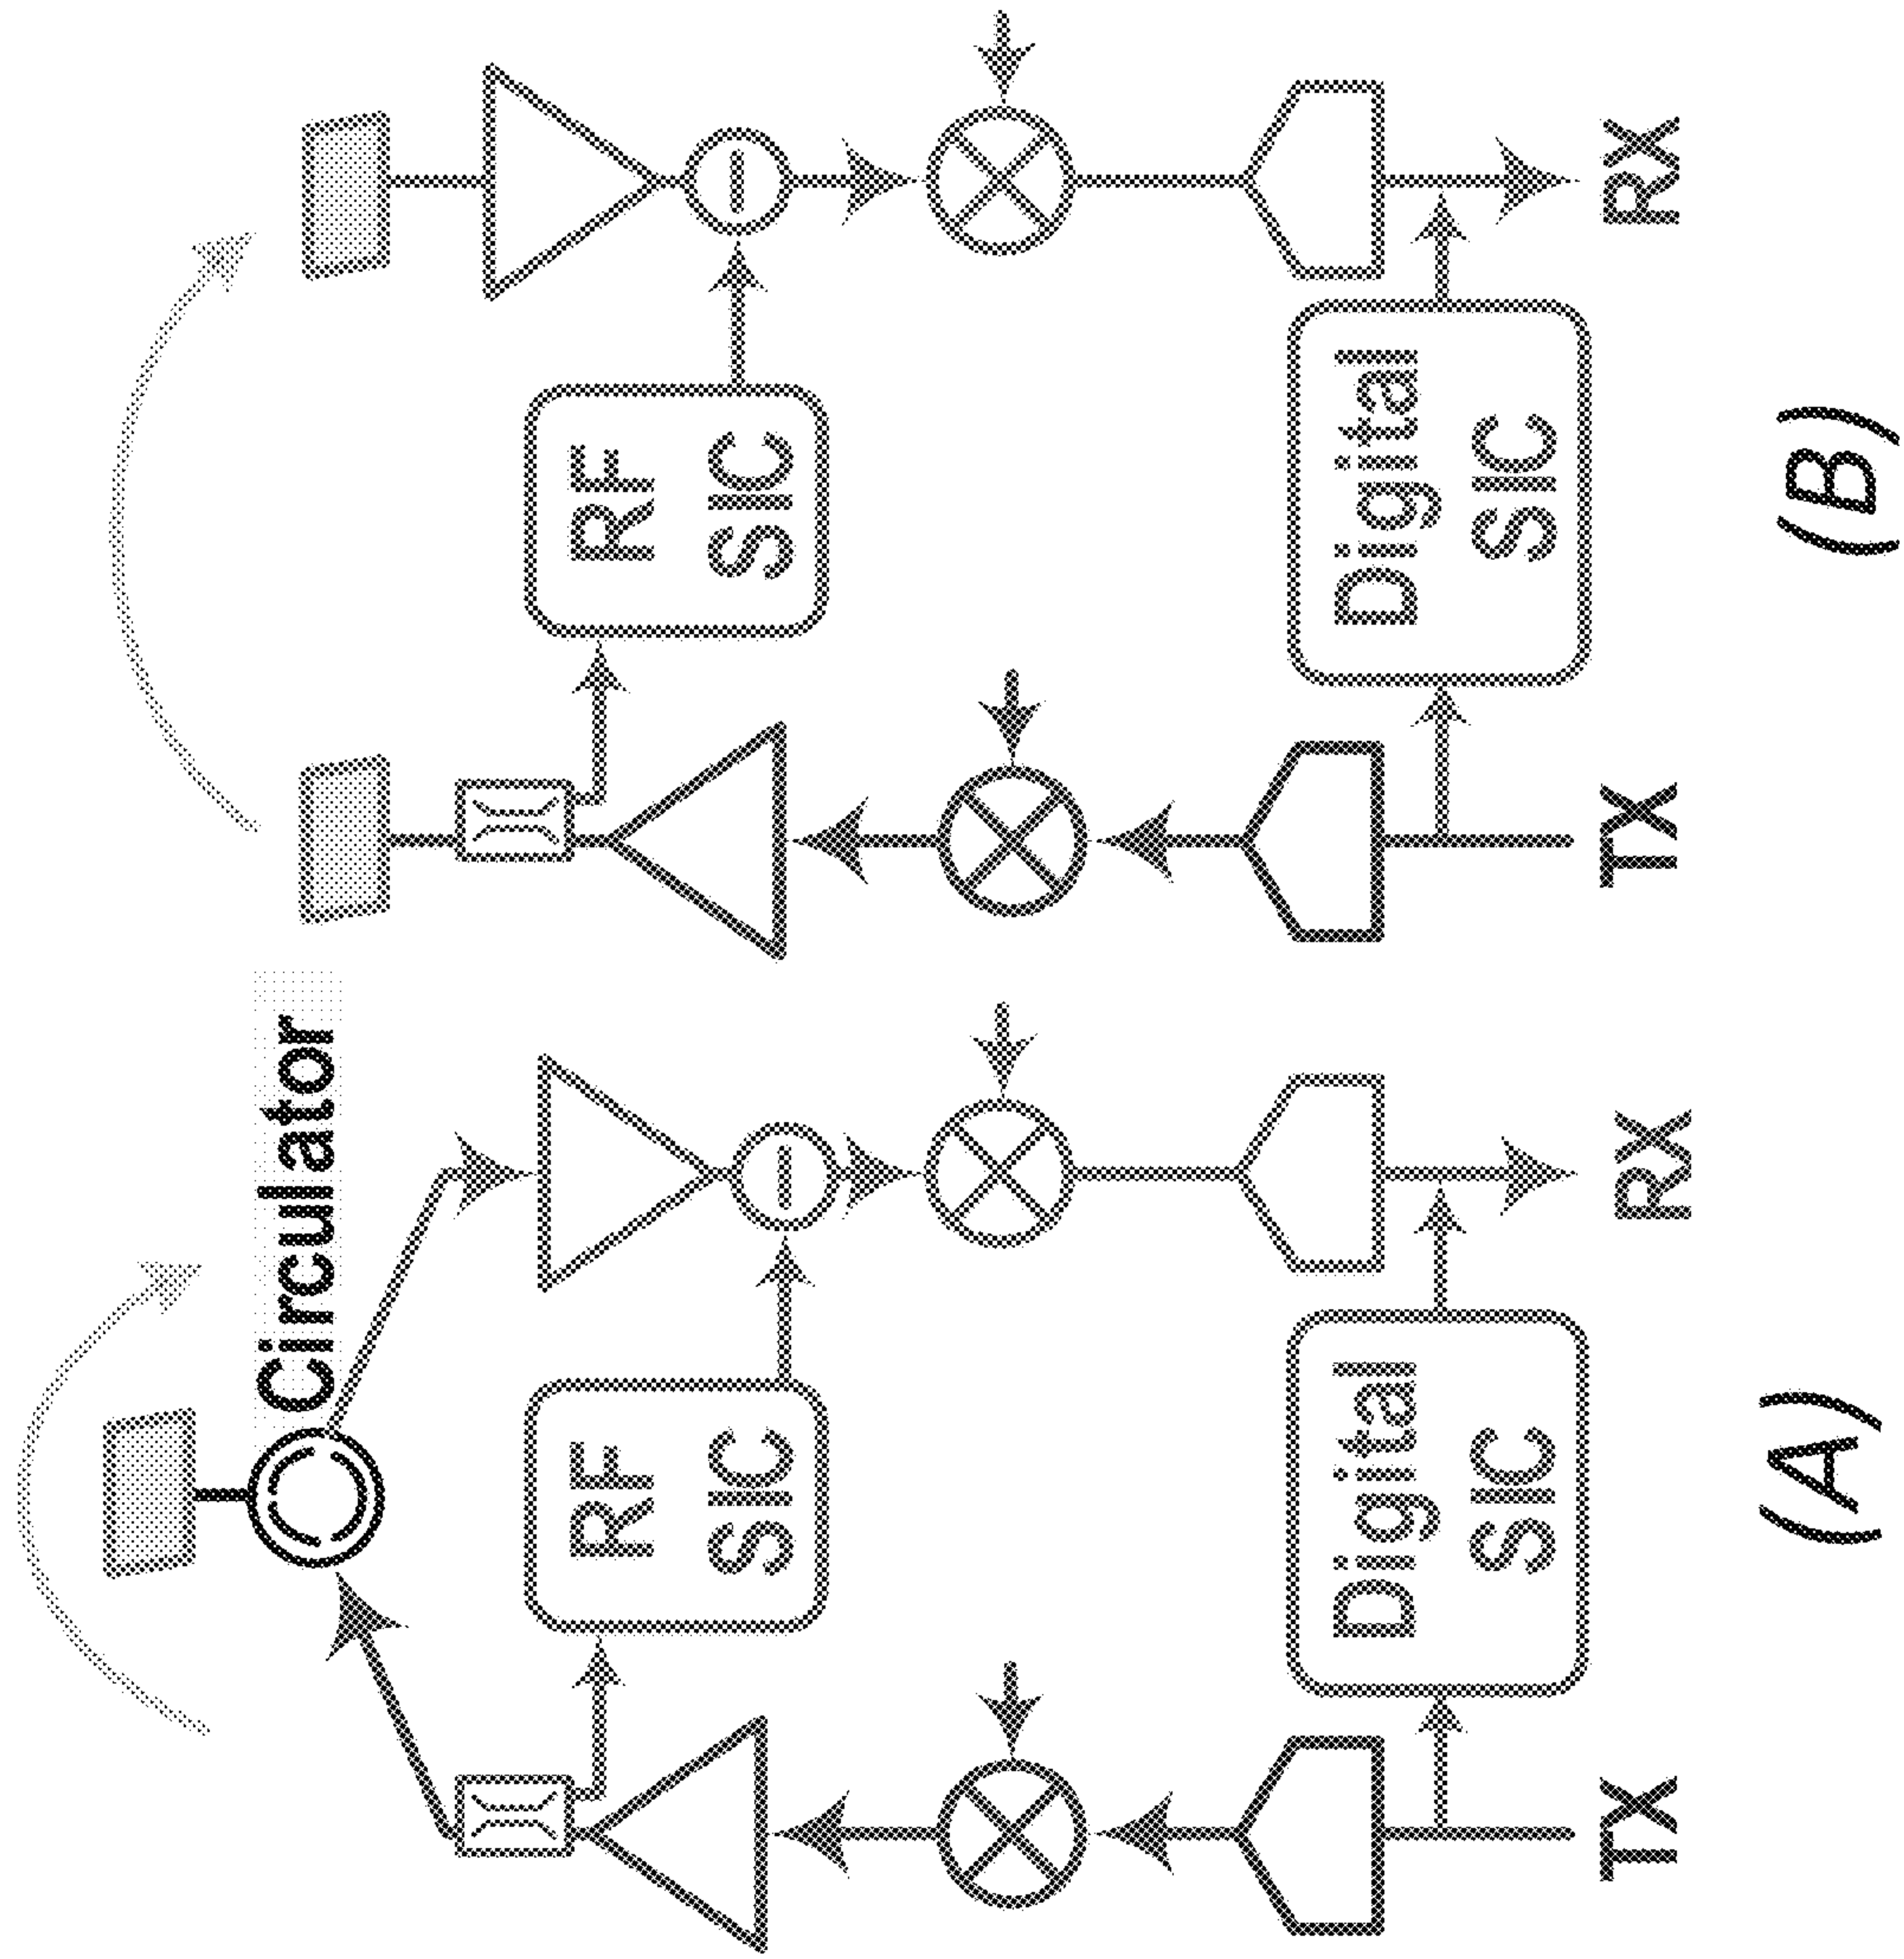 Circulator
RF
SIC
Digital
SIC
TX
RX
(A)
RF
SIC
Digital
SIC
TX
RX
(B)